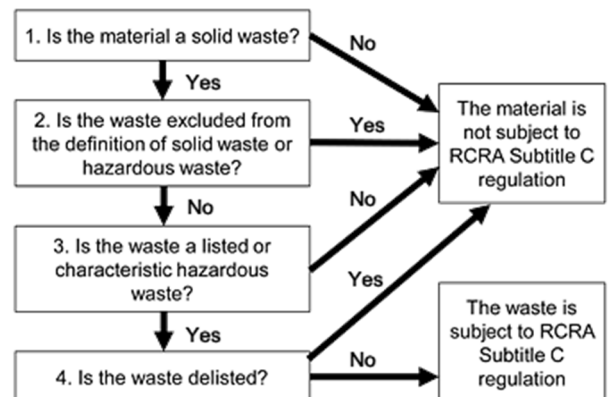 1. Is the material a solid waste?
No
Yes
2. Is the waste excluded from
the definition of solid waste or
hazardous waste?
Yes
The material is
not subject to
RCRA Subtitle C
regulation
No
No
3. Is the waste a listed or
characteristic hazardous
waste?
Yes
Yes
The waste is
subject to RCRA
Subtitle C
regulation
4. Is the waste delisted?
No